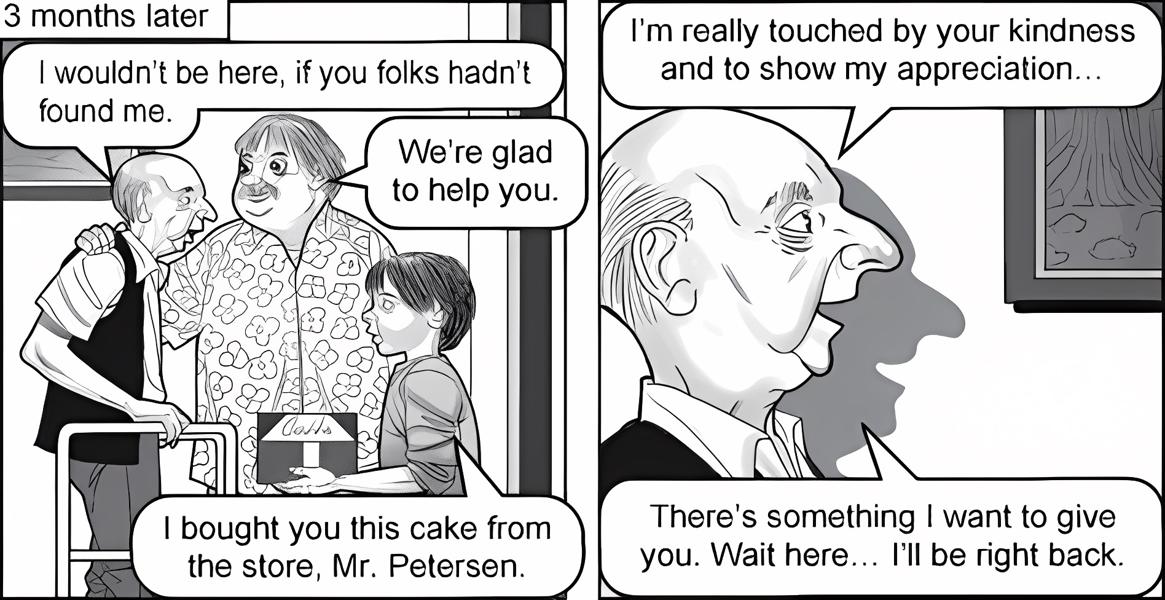 3 months later
I wouldn't be here, if you folks hadn't
found me.
We're glad
to help you.
I bought you this cake from
the store, Mr. Petersen.
I'm really touched by your kindness
and to show my appreciation...
There's something I want to give
you. Wait here... I'll be right back.